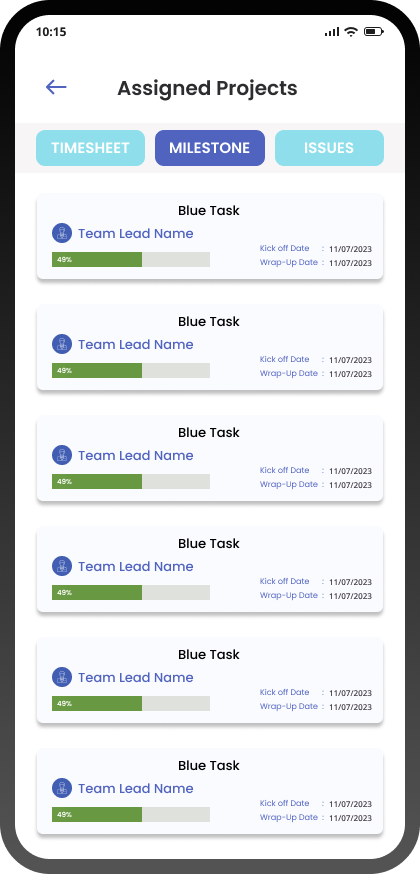 10:15
Assigned Projects
TIMESHEET MILESTONE ISSUES
Blue Task
Team Lead Name
Kick off Date : 11/07/2023
49%
Wrap-Up Date : 11/07/2023
Blue Task
Team Lead Name
Kick off Date : 11/07/2023
49%
Wrap-Up Date : 11/07/2023
Blue Task
Team Lead Name
Kick off Date : 11/07/2023
49%
Wrap-Up Date : 11/07/2023
Blue Task
Team Lead Name
Kick off Date : 11/07/2023
49%
Wrap-Up Date : 11/07/2023
Blue Task
Team Lead Name
Kick off Date : 11/07/2023
49%
Wrap-Up Date : 11/07/2023
Blue Task
Team Lead Name
Kick off Date : 11/07/2023
49%
Wrap-Up Date : 11/07/2023